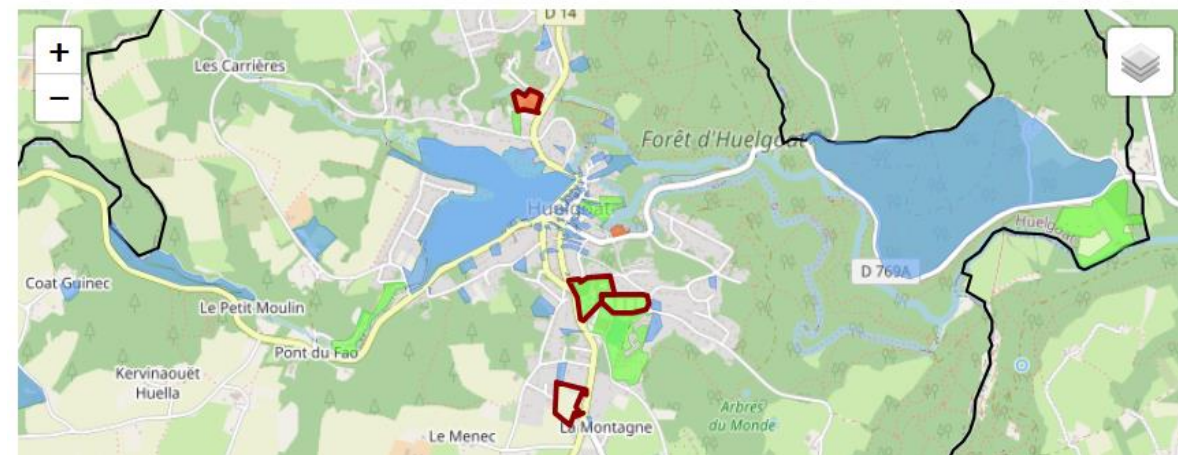 D 14
+
Les Carrières
−
Forêt d'Huelgoat
Huelgoat
Huelgoat
D 769A
Coat Guinec
Le Petit Moulin
Pont du Fao
Kervinaouët
Huella
Arbres
du Monde
Le Menec
La Montagne